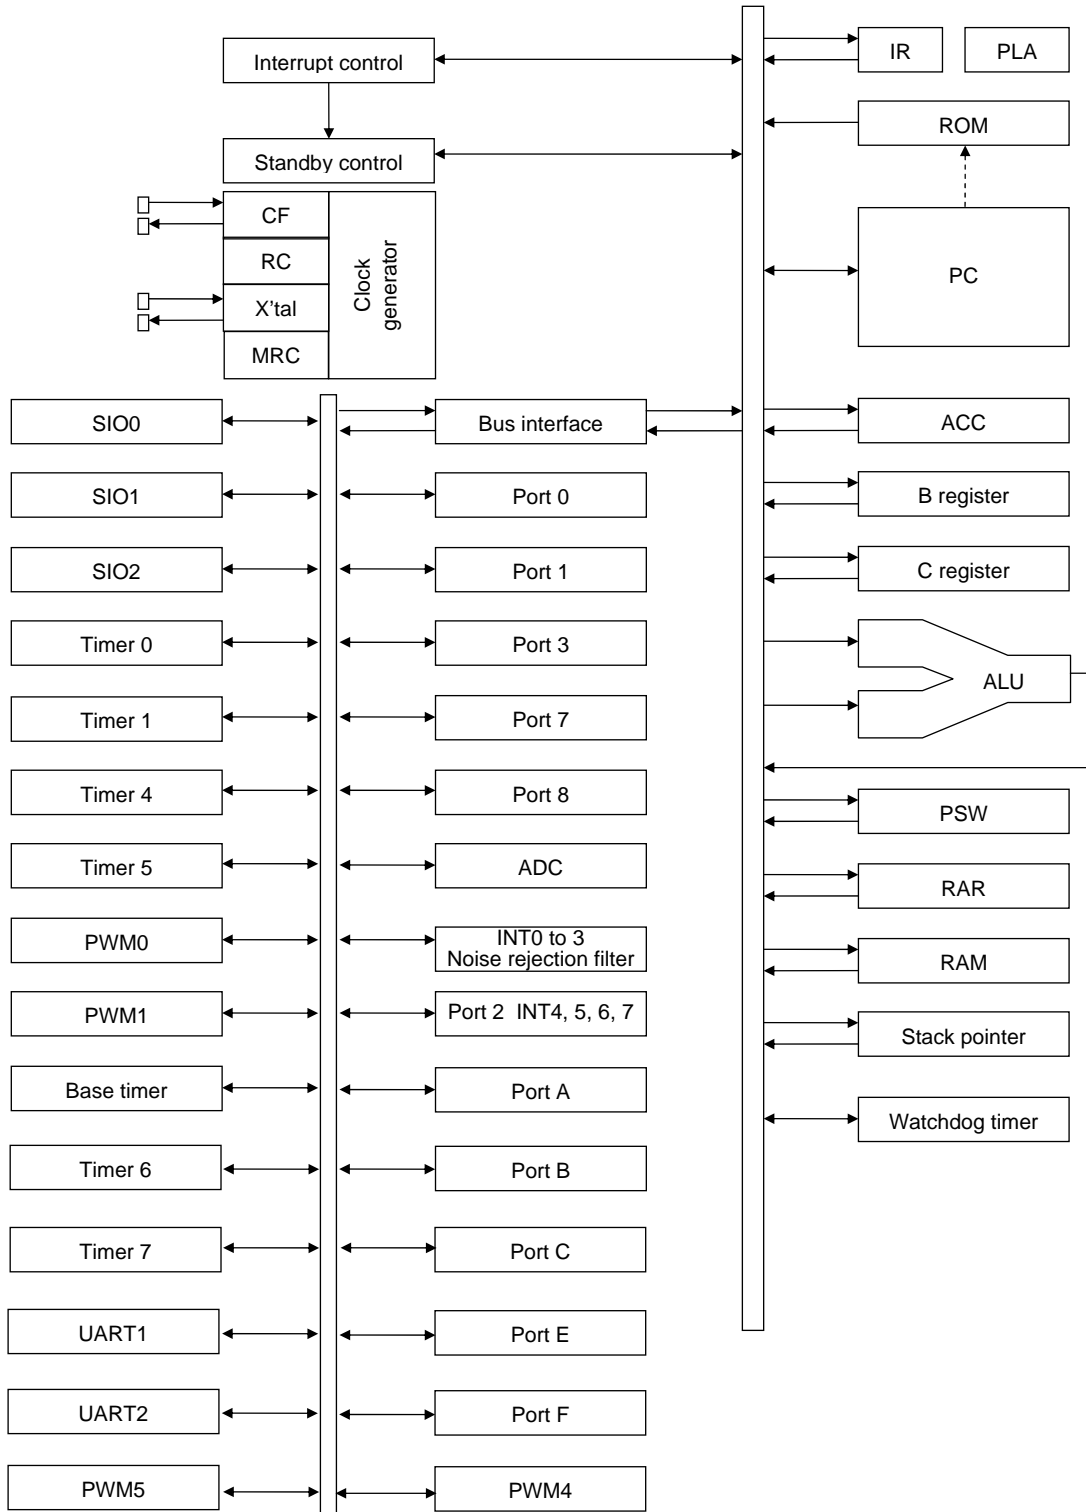 Interrupt control
IR
PLA
ROM
Standby control
CF
RC
X'tal
MRC
Clock
generator
PC
SIO0
Bus interface
ACC
SIO1
Port 0
B register
SIO2
Port 1
C register
Timer 0
Port 3
ALU
Timer 1
Port 7
Timer 4
Port 8
PSW
Timer 5
ADC
RAR
PWM0
INT0 to 3
Noise rejection filter
RAM
PWM1
Port 2 INT4, 5, 6, 7
Stack pointer
Base timer
Port A
Watchdog timer
Timer 6
Port B
Timer 7
Port C
UART1
Port E
UART2
Port F
PWM5
PWM4